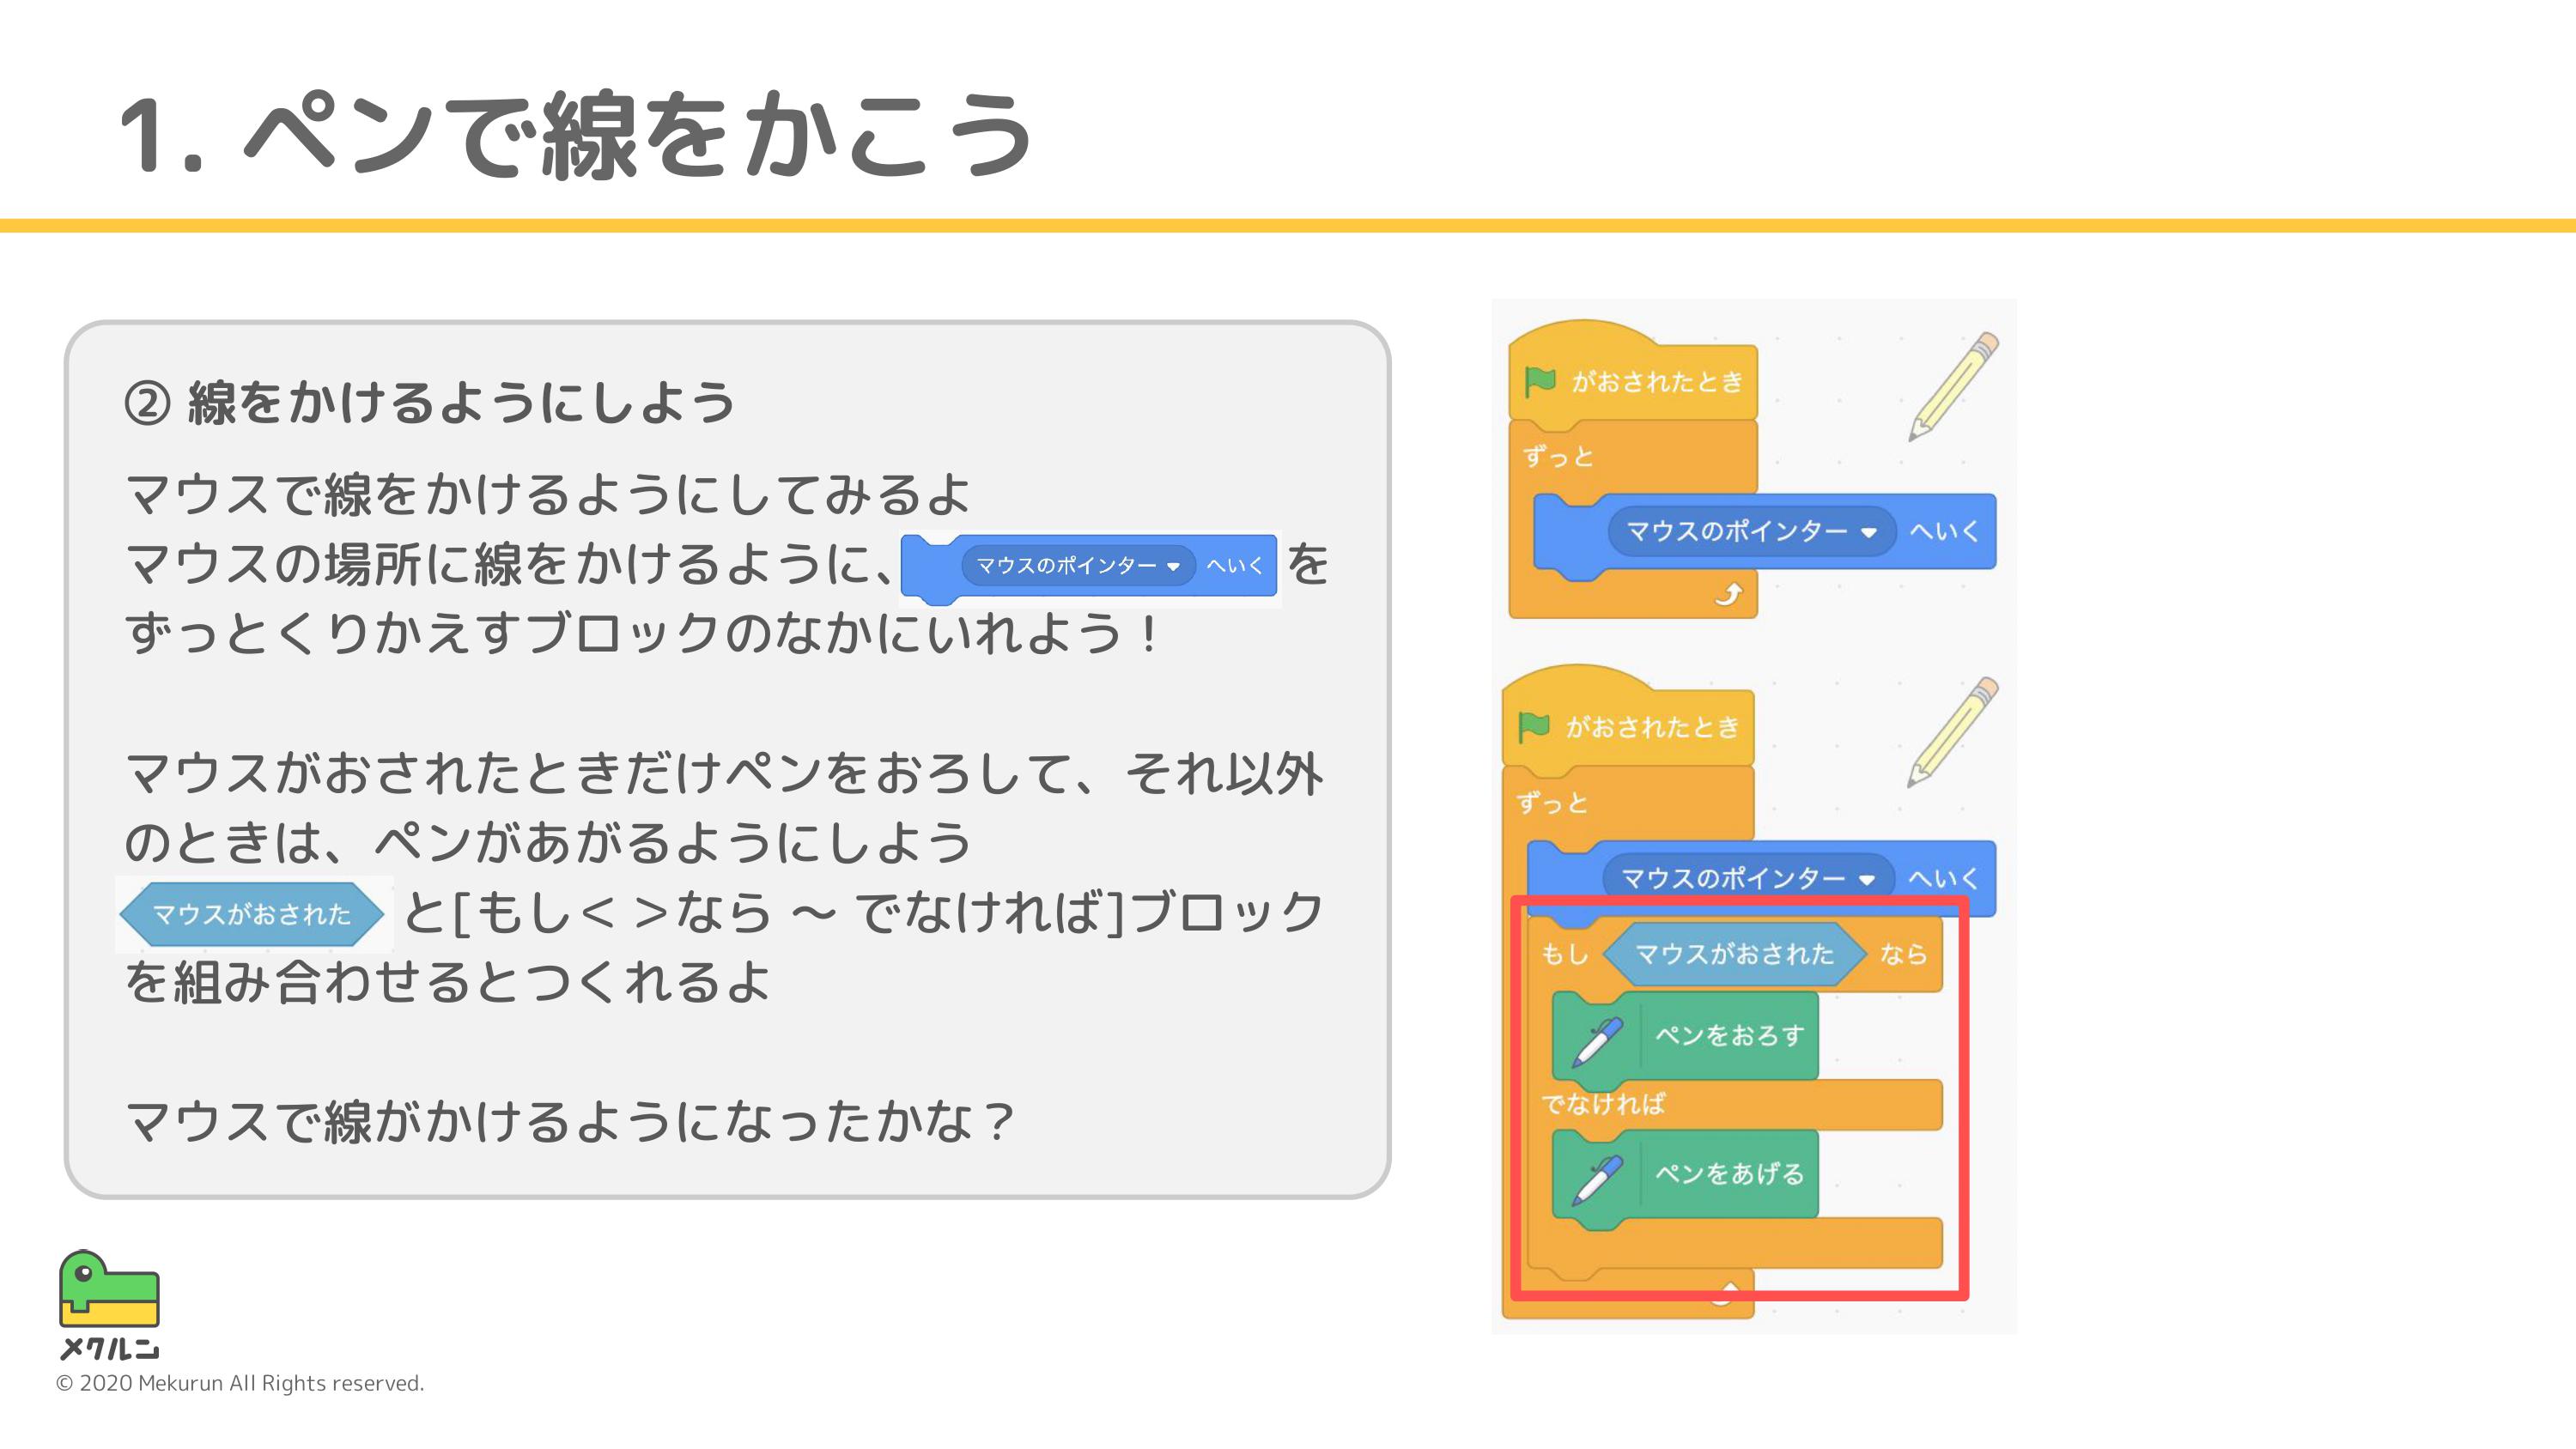 1. ペンで線をかこう
② 線をかけるようにしよう
マウスで線をかけるようにしてみるよ
マウスの場所に線をかけるように、 マウスのポインター へいく を
ずっとくりかえすブロックのなかにいれよう！
マウスがおされたときだけペンをおろして、それ以外
のときは、ペンがあがるようにしよう
マウスがおされた と[もし< >なら 〜 でなければ]ブロック
を組み合わせるとつくれるよ
マウスで線がかけるようになったかな？
がおされたとき
ずっと
マウスのポインター へいく
がおされたとき
ずっと
マウスのポインター へいく
もし マウスがおされた なら
ペンをおろす
でなければ
ペンをあげる
メクルン
© 2020 Mekurun All Rights reserved.